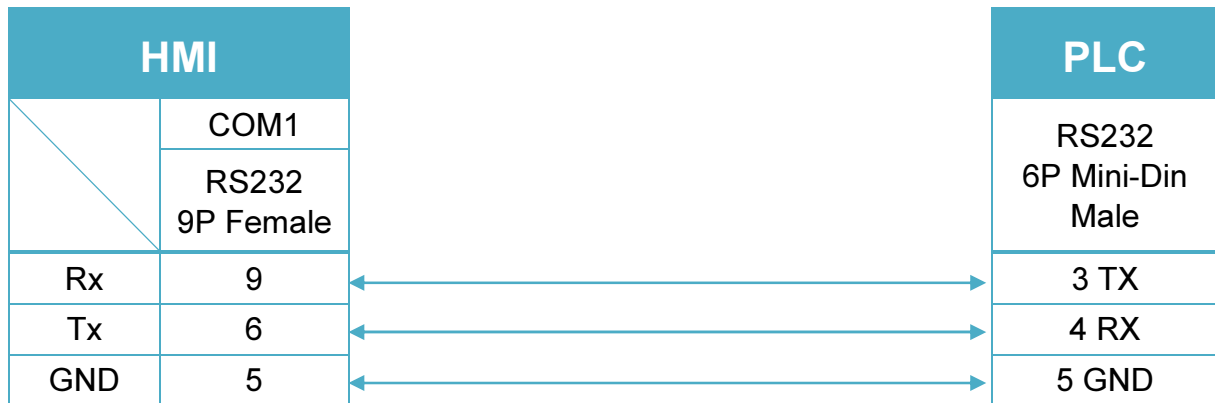 HMI
PLC
COM1
RS232
9P Female
RS232
6P Mini-Din
Male
Rx 9 3 TX
Tx 6 4 RX
GND 5 5 GND